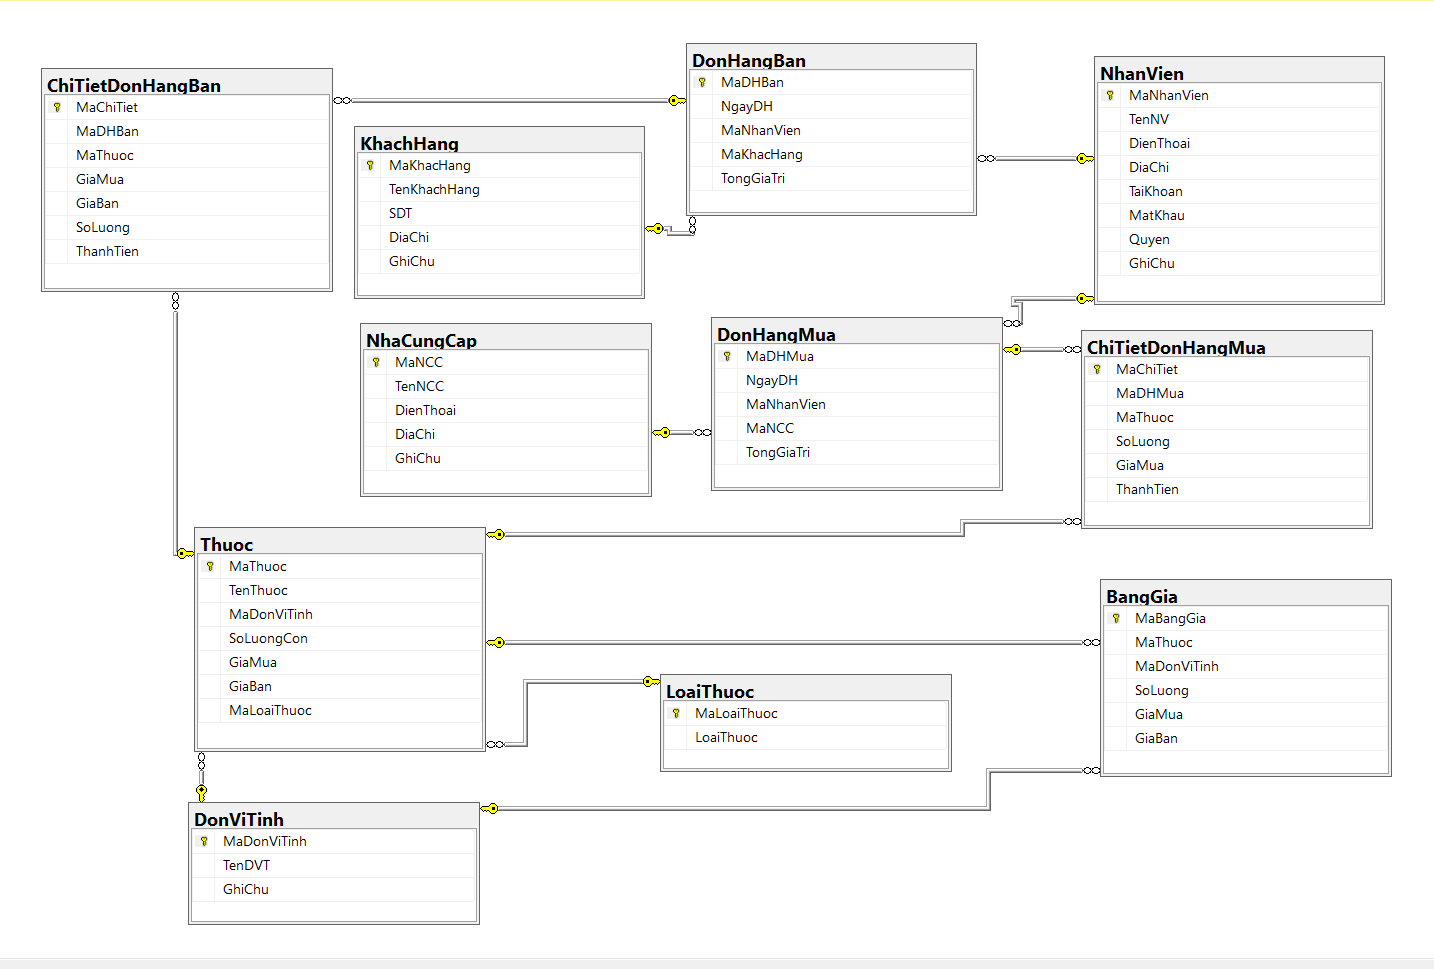 ChiTietDonHangBan
MaChiTiet
MaDHBan
MaThuoc
GiaMua
GiaBan
SoLuong
ThanhTien
KhachHang
MaKhacHang
TenKhachHang
SDT
DiaChi
GhiChu
DonHangBan
MaDHBan
NgayDH
MaNhanVien
MaKhacHang
TongGiaTri
NhanVien
MaNhanVien
TenNV
DienThoai
DiaChi
TaiKhoan
MatKhau
Quyen
GhiChu
NhaCungCap
MaNCC
TenNCC
DienThoai
DiaChi
GhiChu
DonHangMua
MaDHMua
NgayDH
MaNhanVien
MaNCC
TongGiaTri
ChiTietDonHangMua
MaChiTiet
MaDHMua
MaThuoc
SoLuong
GiaMua
ThanhTien
Thuoc
MaThuoc
TenThuoc
MaDonViTinh
SoLuongCon
GiaMua
GiaBan
MaLoaiThuoc
LoaiThuoc
MaLoaiThuoc
LoaiThuoc
BangGia
MaBangGia
MaThuoc
MaDonViTinh
SoLuong
GiaMua
GiaBan
DonViTinh
MaDonViTinh
TenDVT
GhiChu